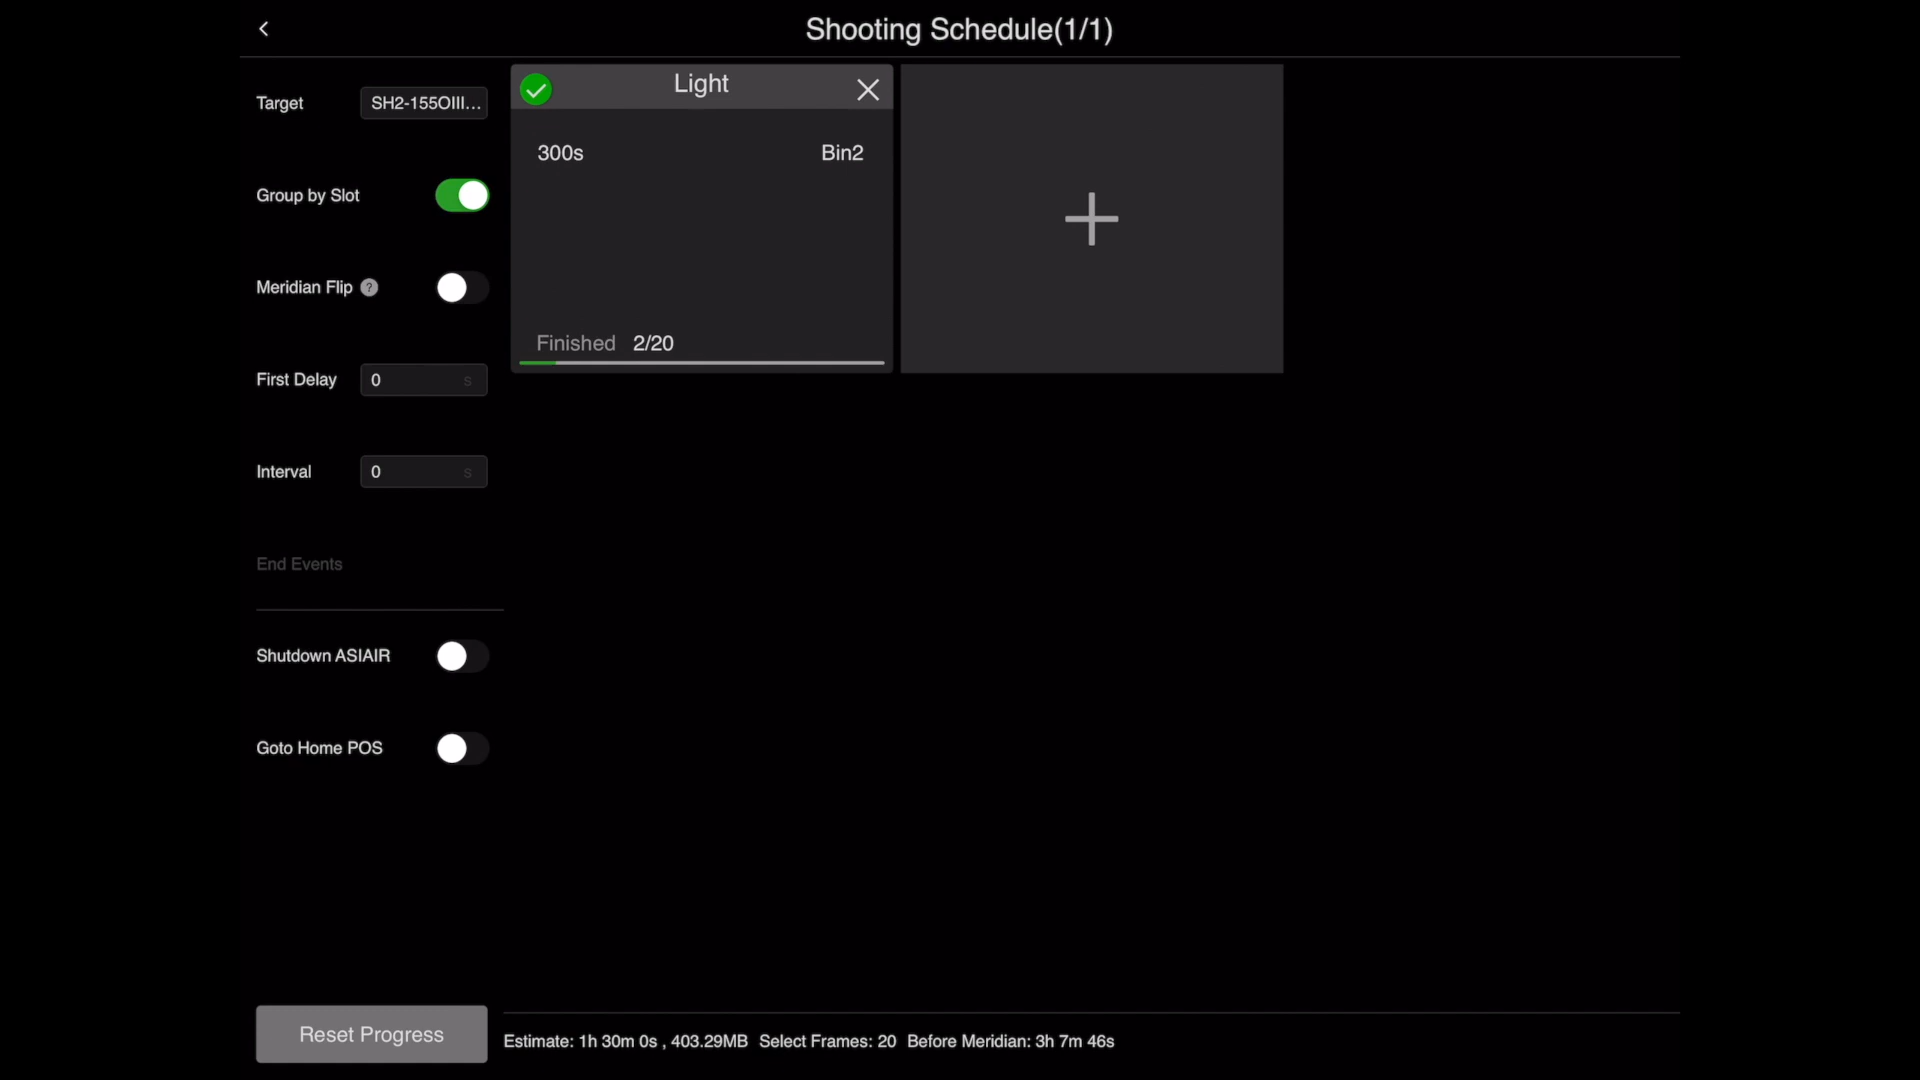 Shooting Schedule(1/1)
Target SH2-155OIII...
Group by Slot
Meridian Flip ?
First Delay 0 s
Interval 0 s
End Events
Shutdown ASIAIR
Goto Home POS
Reset Progress
Light
300s Bin2
Finished 2/20
Estimate: 1h 30m 0s , 403.29MB Select Frames: 20 Before Meridian: 3h 7m 46s